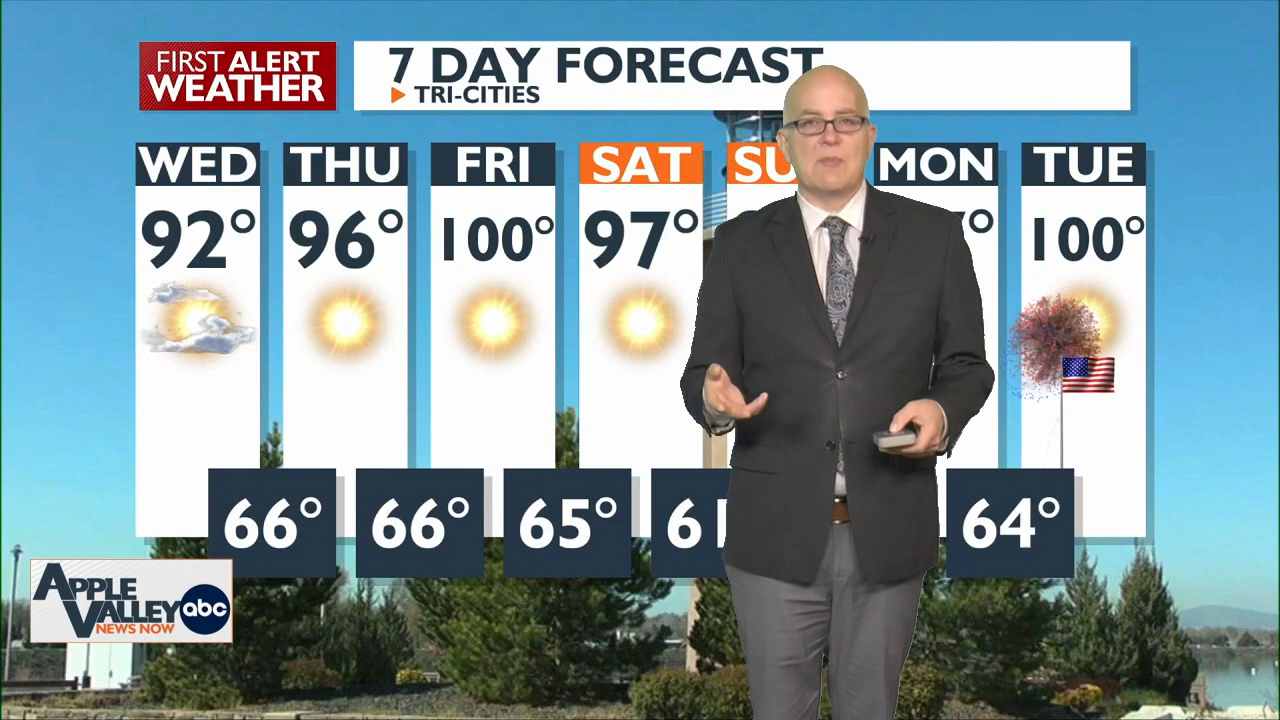 FIRST ALERT
WEATHER
7 DAY FORECAST
TRI-CITIES
WED THU FRI SAT MON TUE
92° 96° 100° 97° 100°
66° 66° 65° 64°
APPLE
VALLEY abc
NEWS NOW